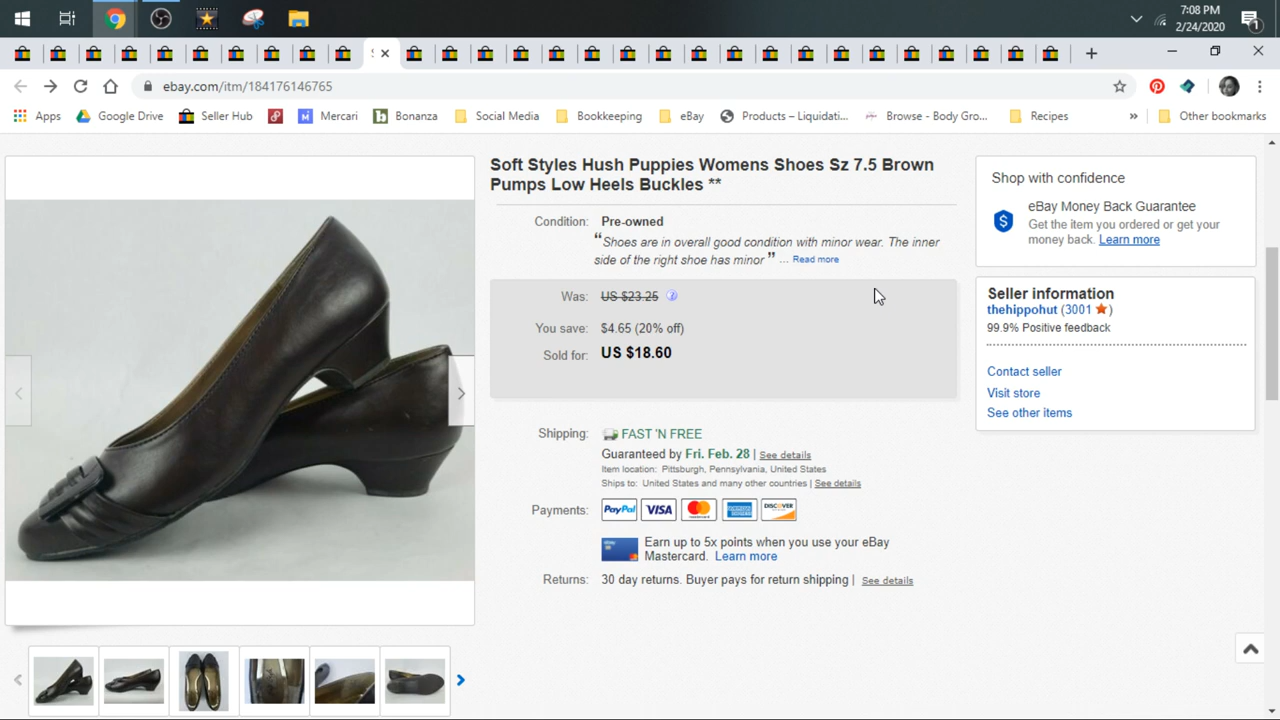 7:08 PM
2/24/2020
1
S
ebay.com/itm/184176146765
Apps
Google Drive
Seller Hub
Mercari
Bonanza
Social Media
Bookkeeping
eBay
Products – Liquidati...
Browse - Body Gro...
Recipes
»
Other bookmarks
Soft Styles Hush Puppies Womens Shoes Sz 7.5 Brown
Pumps Low Heels Buckles **
Condition: Pre-owned
“Shoes are in overall good condition with minor wear. The inner
side of the right shoe has minor ” ... Read more
Was: US $23.25
You save: $4.65 (20% off)
Sold for: US $18.60
Shipping: FAST 'N FREE
Guaranteed by Fri. Feb. 28 | See details
Item location: Pittsburgh, Pennsylvania, United States
Ships to: United States and many other countries | See details
Payments: PayPal VISA MasterCard AMERICAN EXPRESS DISCOVER
Earn up to 5x points when you use your eBay
Mastercard. Learn more
Returns: 30 day returns. Buyer pays for return shipping | See details
Shop with confidence
eBay Money Back Guarantee
Get the item you ordered or get your
money back. Learn more
Seller information
thehippohut (3001 ★)
99.9% Positive feedback
Contact seller
Visit store
See other items